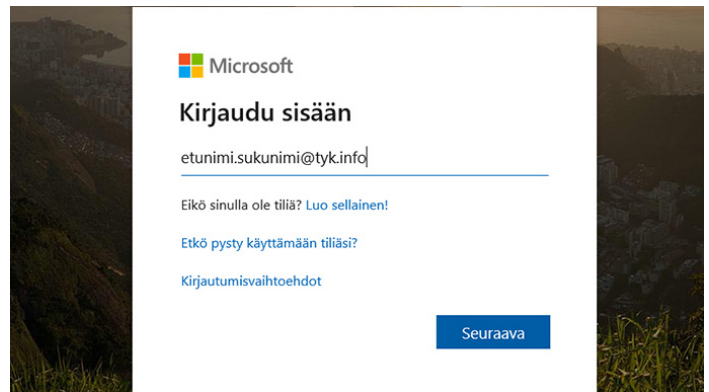 Microsoft
Kirjaudu sisään
etunimi.sukunimi@tyk.info
Eikö sinulla ole tiliä? Luo sellainen!
Etkö pysty käyttämään tiliäsi?
Kirjautumisvaihtoehdot
Seuraava